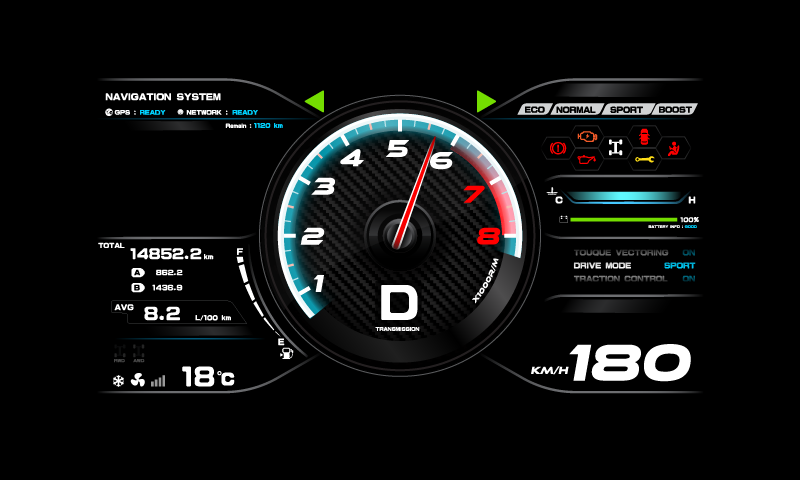 NAVIGATION SYSTEM
GPS : READY NETWORK : READY
Remain : 1120 km
ECO NORMAL SPORT BOOST
C H
100%
BATTERY INFO : GOOD
TOTAL 14852.2 km
A 862.2
B 1436.9
AVG 8.2 L/100 km
F
E
18°C
1
2
3
4
5
6
7
8
X1000R/M
D
TRANSMISSION
TOUQUE VECTORING ON
DRIVE MODE SPORT
TRACTION CONTROL ON
KM/H 180